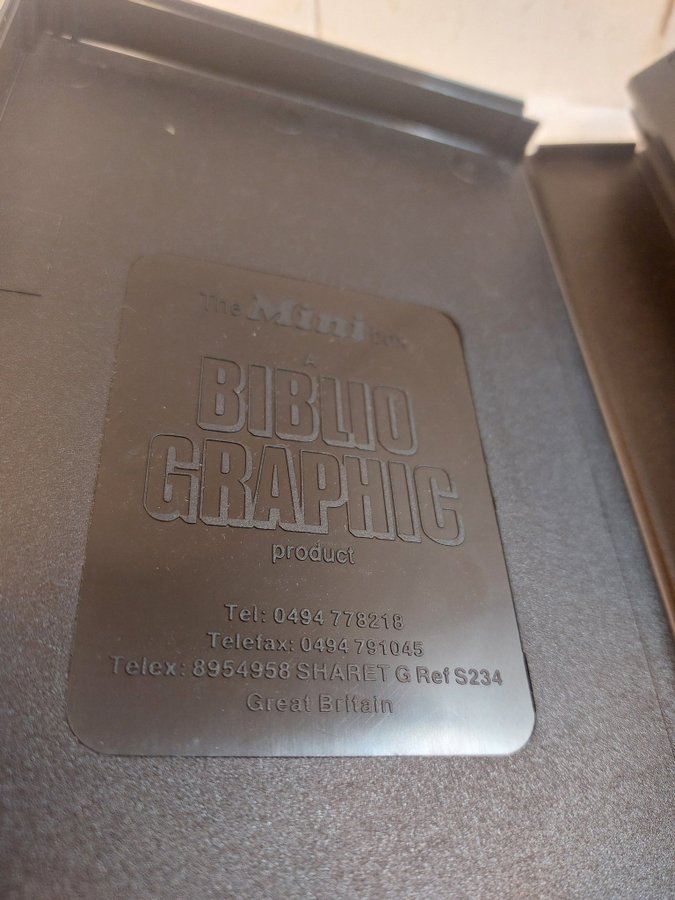 The Mini box
A
BIBLIO
GRAPHIC
product
Tel: 0494 778218
Telefax: 0494 791045
Telex: 8954958 SHARET G Ref S234
Great Britain